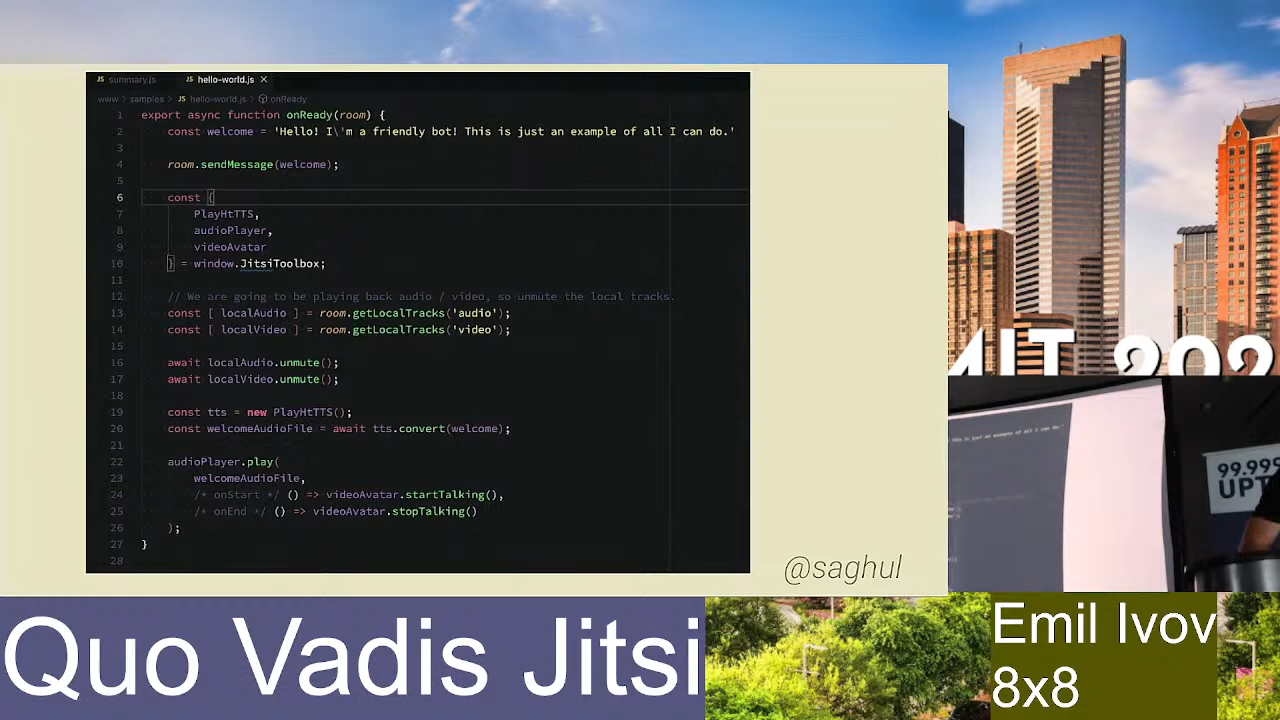 JS summary.js JS hello-world.js ×
www > samples > JS hello-world.js > onReady
1 export async function onReady(room) {
2 const welcome = 'Hello! I\'m a friendly bot! This is just an example of all I can do.'
3
4 room.sendMessage(welcome);
5
6 const {
7 PlayHtTTS,
8 audioPlayer,
9 videoAvatar
10 } = window.JitsiToolbox;
11
12 // We are going to be playing back audio / video, so unmute the local tracks.
13 const [ localAudio ] = room.getLocalTracks('audio');
14 const [ localVideo ] = room.getLocalTracks('video');
15
16 await localAudio.unmute();
17 await localVideo.unmute();
18
19 const tts = new PlayHtTTS();
20 const welcomeAudioFile = await tts.convert(welcome);
21
22 audioPlayer.play(
23 welcomeAudioFile,
24 /* onStart */ () => videoAvatar.startTalking(),
25 /* onEnd */ () => videoAvatar.stopTalking()
26 );
27 }
28
@saghul
MIT 202
99.999
UPT
Quo Vadis Jitsi
Emil Ivov
8x8